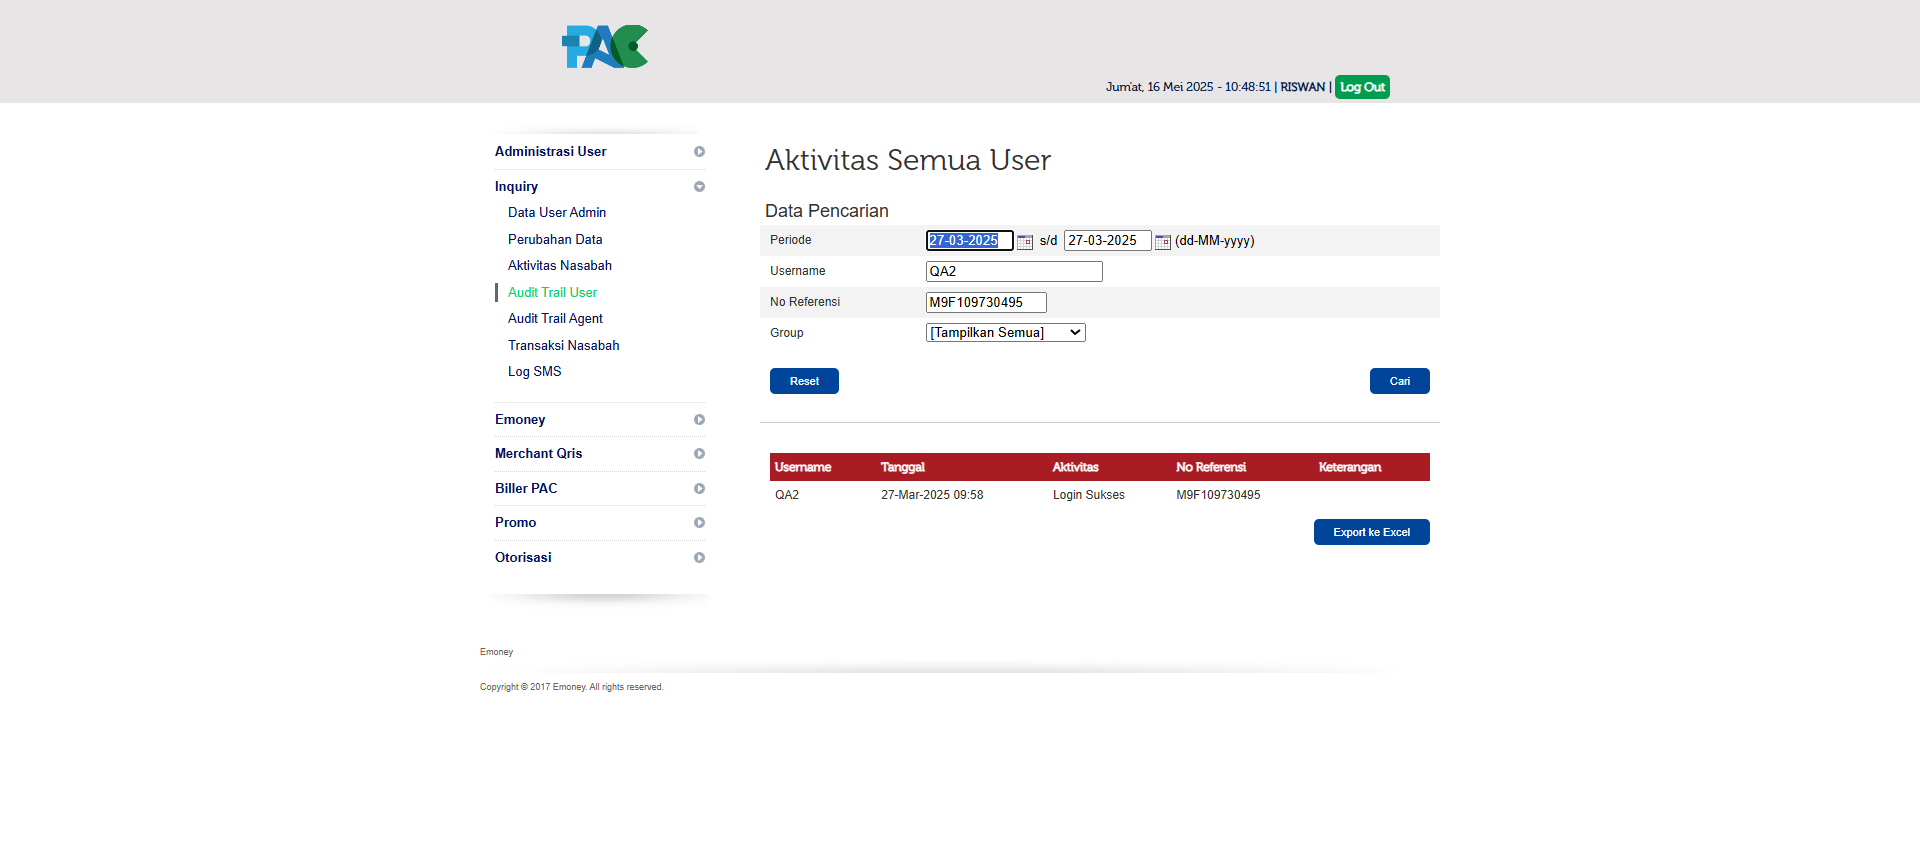 PAC
Jum'at, 16 Mei 2025 - 10:48:51 | RISWAN | Log Out
Administrasi User
Inquiry
Data User Admin
Perubahan Data
Aktivitas Nasabah
Audit Trail User
Audit Trail Agent
Transaksi Nasabah
Log SMS
Emoney
Merchant Qris
Biller PAC
Promo
Otorisasi
Aktivitas Semua User
Data Pencarian
Periode 27-03-2025 s/d 27-03-2025 (dd-MM-yyyy)
Username QA2
No Referensi M9F109730495
Group [Tampilkan Semua]
Reset Cari
Username Tanggal Aktivitas No Referensi Keterangan
QA2 27-Mar-2025 09:58 Login Sukses M9F109730495
Export ke Excel
Emoney
Copyright © 2017 Emoney. All rights reserved.